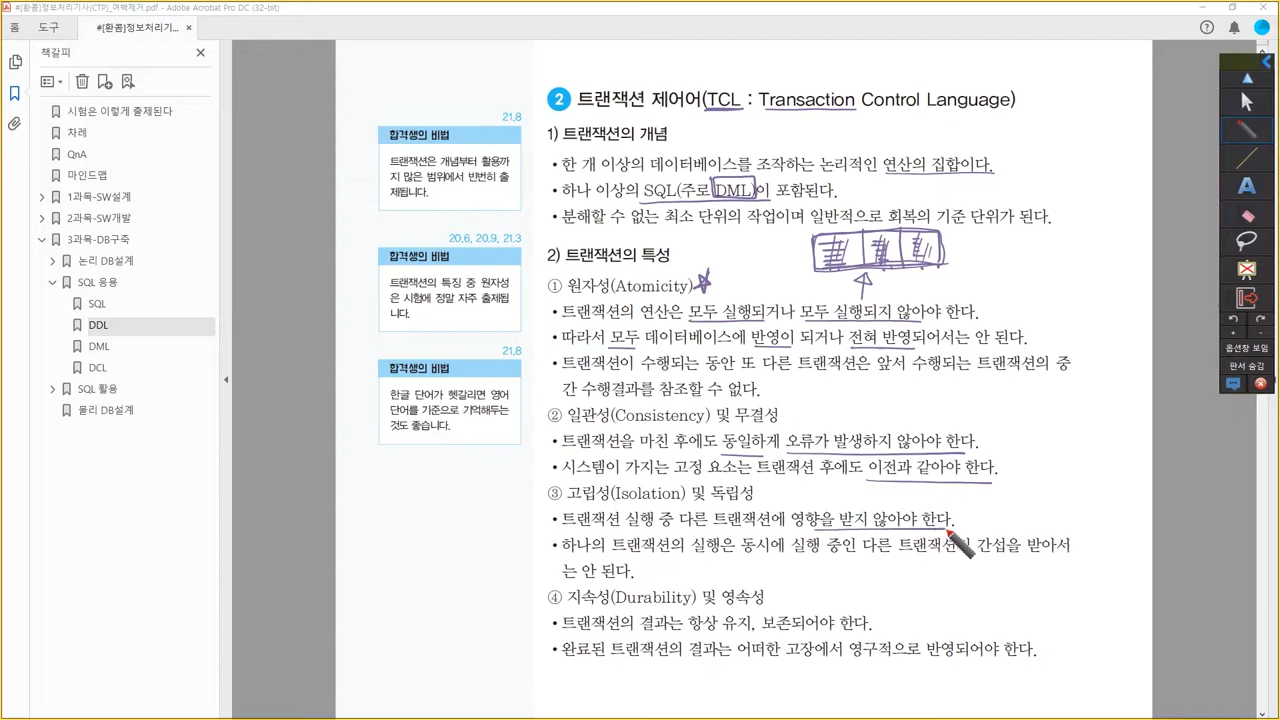 #[환콤]정보처리기사(CTP)_여백제거.pdf - Adobe Acrobat Pro DC (32-bit)
홈 도구 #[환콤]정보처리기... ×
책갈피
시험은 이렇게 출제된다
차례
QnA
마인드맵
1과목-SW설계
2과목-SW개발
3과목-DB구축
논리 DB설계
SQL 응용
SQL
DDL
DML
DCL
SQL 활용
물리 DB설계
21.8
합격생의 비법
트랜잭션은 개념부터 활용까
지 많은 범위에서 빈번히 출
제됩니다.
20.6, 20.9, 21.3
합격생의 비법
트랜잭션의 특징 중 원자성
은 시험에 정말 자주 출제됩
니다.
21.8
합격생의 비법
한글 단어가 헷갈리면 영어
단어를 기준으로 기억해두는
것도 좋습니다.
2 트랜잭션 제어어(TCL : Transaction Control Language)
1) 트랜잭션의 개념
• 한 개 이상의 데이터베이스를 조작하는 논리적인 연산의 집합이다.
• 하나 이상의 SQL(주로 DML)이 포함된다.
• 분해할 수 없는 최소 단위의 작업이며 일반적으로 회복의 기준 단위가 된다.
2) 트랜잭션의 특성
① 원자성(Atomicity)
• 트랜잭션의 연산은 모두 실행되거나 모두 실행되지 않아야 한다.
• 따라서 모두 데이터베이스에 반영이 되거나 전혀 반영되어서는 안 된다.
• 트랜잭션이 수행되는 동안 또 다른 트랜잭션은 앞서 수행되는 트랜잭션의 중
간 수행결과를 참조할 수 없다.
② 일관성(Consistency) 및 무결성
• 트랜잭션을 마친 후에도 동일하게 오류가 발생하지 않아야 한다.
• 시스템이 가지는 고정 요소는 트랜잭션 후에도 이전과 같아야 한다.
③ 고립성(Isolation) 및 독립성
• 트랜잭션 실행 중 다른 트랜잭션에 영향을 받지 않아야 한다.
• 하나의 트랜잭션의 실행은 동시에 실행 중인 다른 간섭을 받아서
는 안 된다.
④ 지속성(Durability) 및 영속성
• 트랜잭션의 결과는 항상 유지, 보존되어야 한다.
• 완료된 트랜잭션의 결과는 어떠한 고장에서 영구적으로 반영되어야 한다.
A
옵션창 보임
판서 숨김